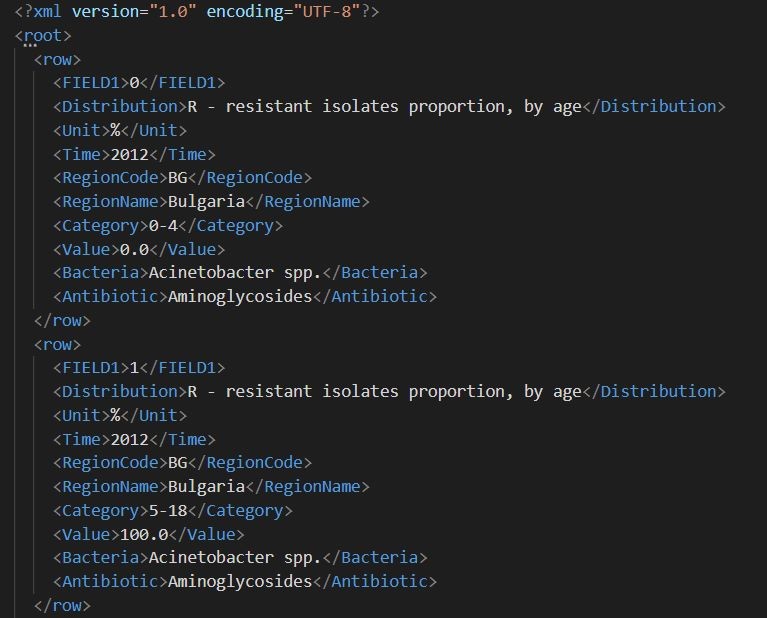 <?xml version="1.0" encoding="UTF-8"?>
<root>
<row>
<FIELD1>0</FIELD1>
<Distribution>R - resistant isolates proportion, by age</Distribution>
<Unit>%</Unit>
<Time>2012</Time>
<RegionCode>BG</RegionCode>
<RegionName>Bulgaria</RegionName>
<Category>0-4</Category>
<Value>0.0</Value>
<Bacteria>Acinetobacter spp.</Bacteria>
<Antibiotic>Aminoglycosides</Antibiotic>
</row>
<row>
<FIELD1>1</FIELD1>
<Distribution>R - resistant isolates proportion, by age</Distribution>
<Unit>%</Unit>
<Time>2012</Time>
<RegionCode>BG</RegionCode>
<RegionName>Bulgaria</RegionName>
<Category>5-18</Category>
<Value>100.0</Value>
<Bacteria>Acinetobacter spp.</Bacteria>
<Antibiotic>Aminoglycosides</Antibiotic>
</row>